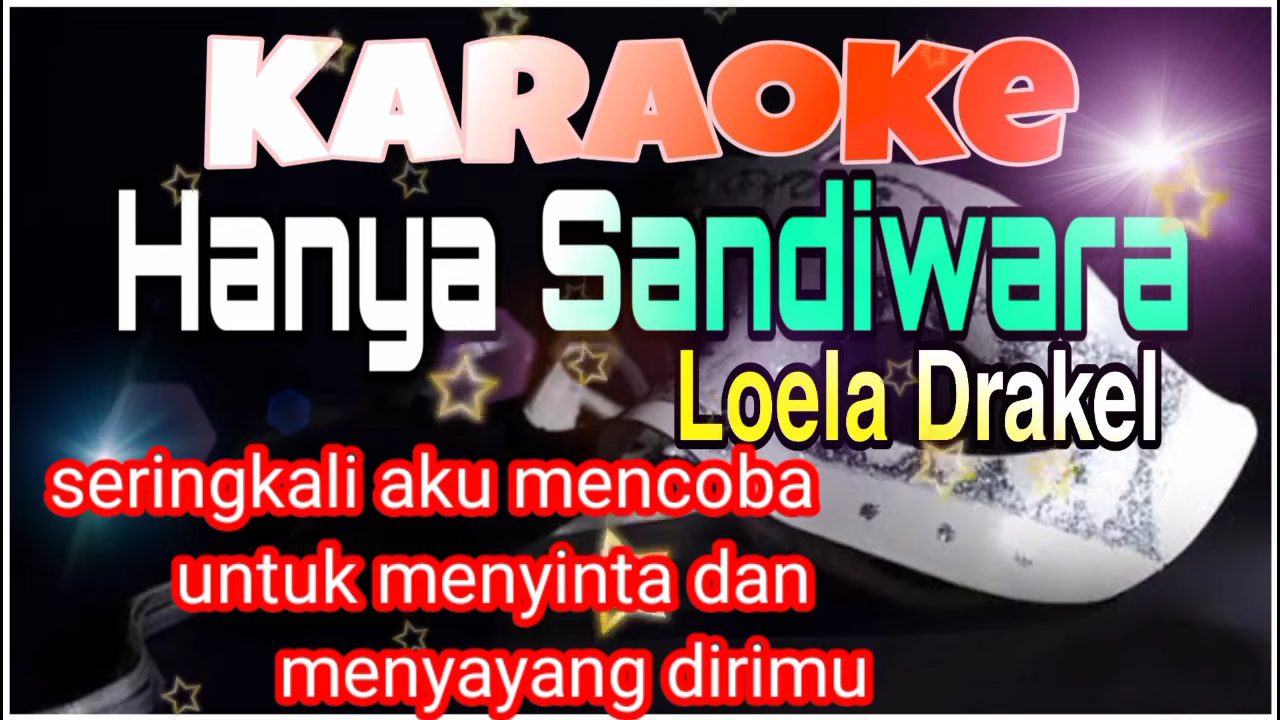 KARAOKE
Hanya Sandiwara
Loela Drakel
seringkali aku mencoba
untuk menyinta dan
menyayang dirimu